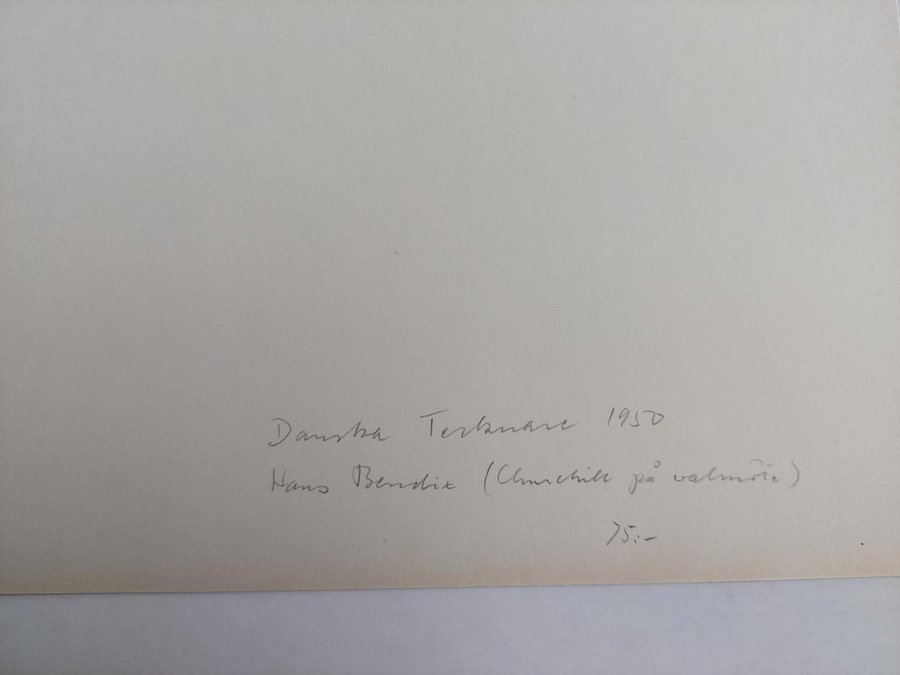 Danska Tecknare 1950
Hans Bendix (Churchill på valmöte)
75:-